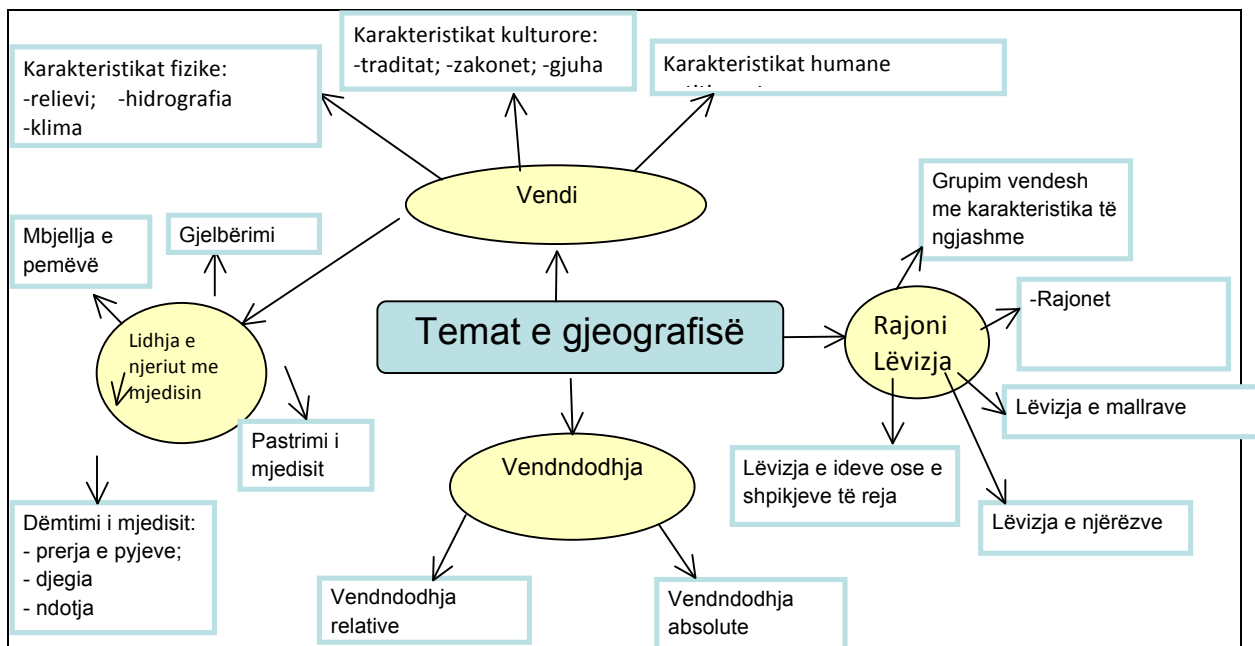 Karakteristikat fizike:
-relievi; -hidrografia
-klima
Karakteristikat kulturore:
-traditat; -zakonet; -gjuha
Karakteristikat humane
Vendi
Grupim vendesh
me karakteristika të
ngjashme
Mbjellja e
pemëvë
Gjelbërimi
-Rajonet
Temat e gjeografisë
Rajoni
Lëvizja
Lidhja e
njeriut me
mjedisin
Lëvizja e mallrave
Pastrimi i
mjedisit
Vendndodhja
Lëvizja e ideve ose e
shpikjeve të reja
Lëvizja e njërëzve
Dëmtimi i mjedisit:
- prerja e pyjeve;
- djegia
- ndotja
Vendndodhja
relative
Vendndodhja
absolute